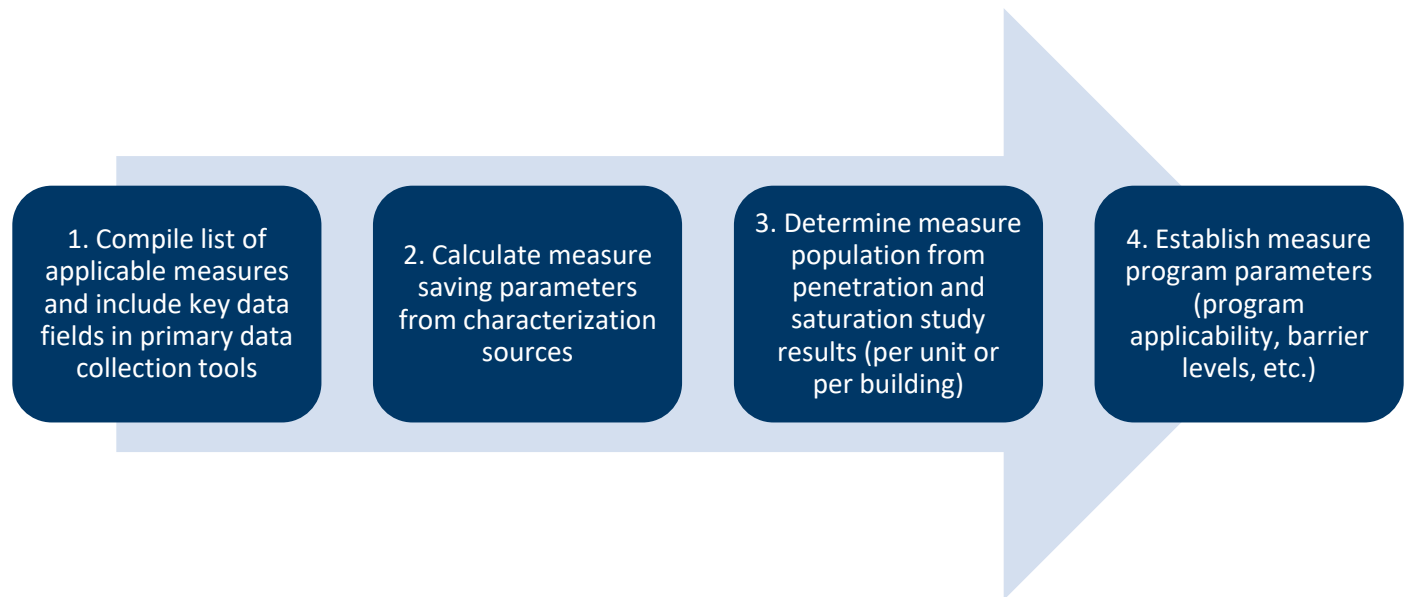 1. Compile list of
applicable measures
and include key data
fields in primary data
collection tools
2. Calculate measure
saving parameters
from characterization
sources
3. Determine measure
population from
penetration and
saturation study
results (per unit or
per building)
4. Establish measure
program parameters
(program
applicability, barrier
levels, etc.)